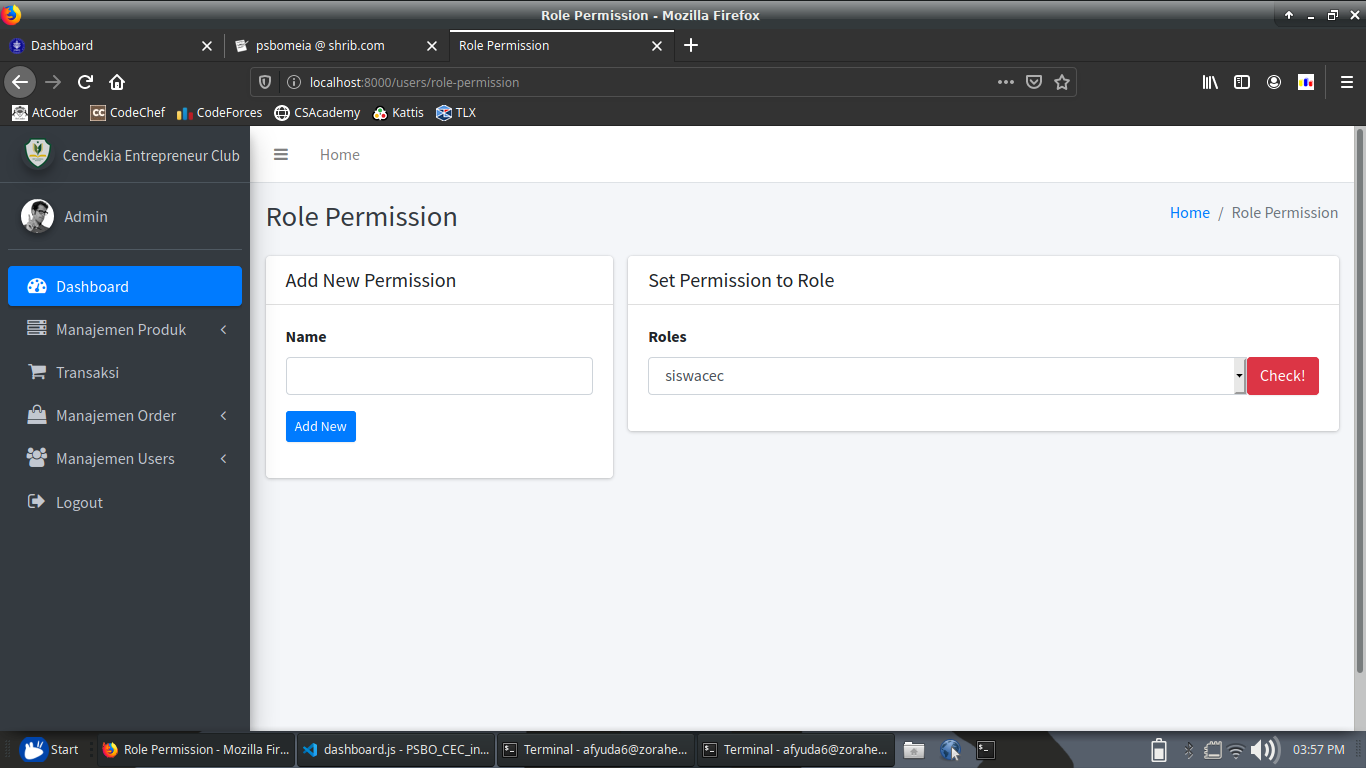 Role Permission - Mozilla Firefox
Dashboard
psbomeia @ shrib.com
Role Permission
localhost:8000/users/role-permission
AtCoder
CC CodeChef
CodeForces
CSAcademy
Kattis
TLX
Cendekia Entrepreneur Club
Home
Admin
Role Permission
Home / Role Permission
Dashboard
Manajemen Produk
Transaksi
Manajemen Order
Manajemen Users
Logout
Add New Permission
Name
Add New
Set Permission to Role
Roles
siswacec
Check!
Start
Role Permission - Mozilla Fir...
dashboard.js - PSBO_CEC_in...
Terminal - afyuda6@zorahe...
Terminal - afyuda6@zorahe...
03:57 PM